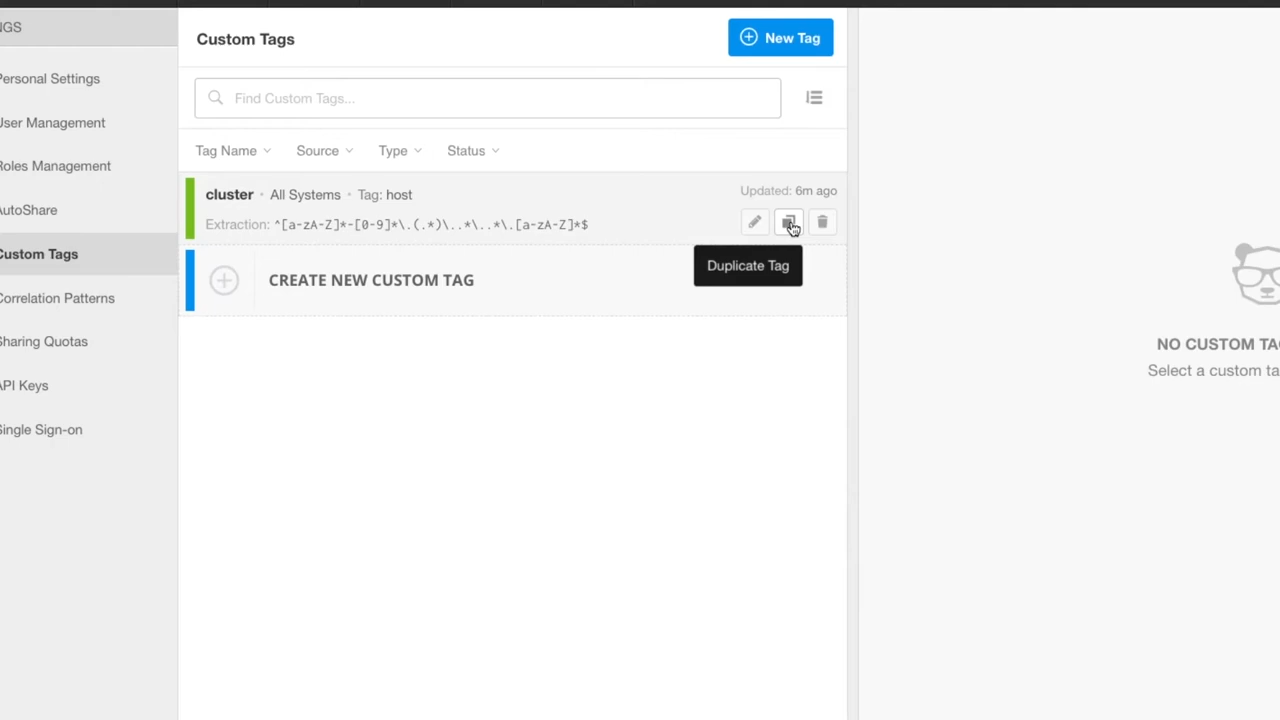 NGS
Personal Settings
User Management
Roles Management
AutoShare
Custom Tags
Correlation Patterns
Sharing Quotas
API Keys
Single Sign-on
Custom Tags
New Tag
Find Custom Tags...
Tag Name Source Type Status
cluster • All Systems • Tag: host
Updated: 6m ago
Extraction: ^[a-zA-Z]*-[0-9]*\.(.*)\..*\..*\.[a-zA-Z]*$
Duplicate Tag
CREATE NEW CUSTOM TAG
NO CUSTOM TA
Select a custom ta